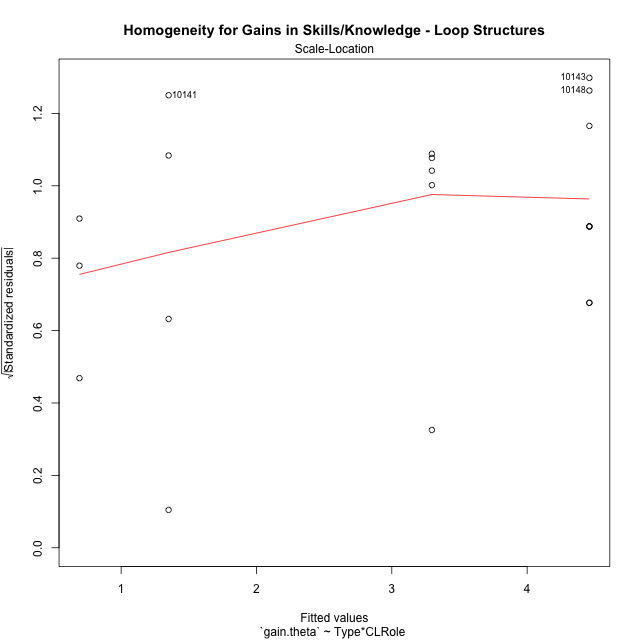 Homogeneity for Gains in Skills/Knowledge - Loop Structures
Scale-Location
10141
10143
10148
√|Standardized residuals|
0.0
0.2
0.4
0.6
0.8
1.0
1.2
1
2
3
4
Fitted values
`gain.theta` ~ Type*CLRole